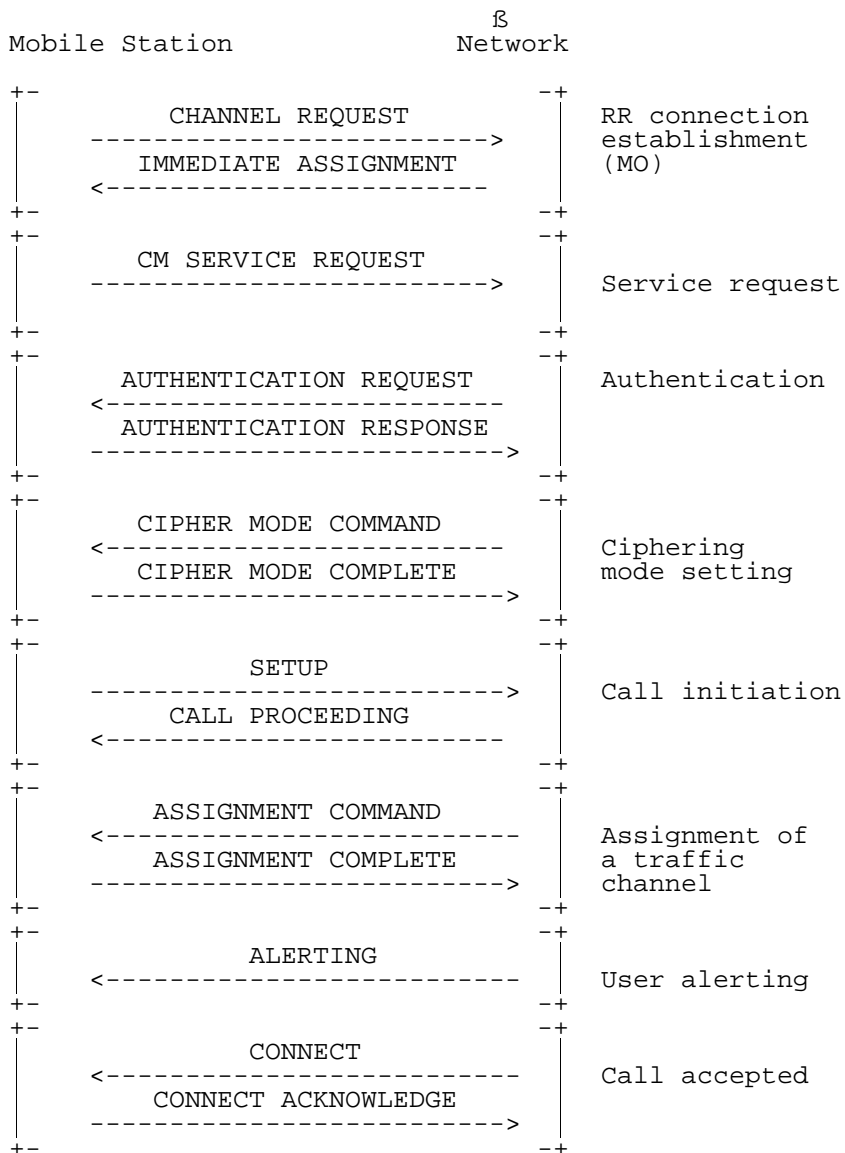 ß
Mobile Station Network
+- -+
CHANNEL REQUEST RR connection
-------------------------> establishment
IMMEDIATE ASSIGNMENT (MO)
<------------------------
+- -+
+- -+
CM SERVICE REQUEST
-------------------------> Service request
+- -+
+- -+
AUTHENTICATION REQUEST Authentication
<-------------------------
AUTHENTICATION RESPONSE
-------------------------->
+- -+
+- -+
CIPHER MODE COMMAND
<------------------------- Ciphering
CIPHER MODE COMPLETE mode setting
-------------------------->
+- -+
+- -+
SETUP
--------------------------> Call initiation
CALL PROCEEDING
<-------------------------
+- -+
+- -+
ASSIGNMENT COMMAND
<-------------------------- Assignment of
ASSIGNMENT COMPLETE a traffic
--------------------------> channel
+- -+
+- -+
ALERTING
<-------------------------- User alerting
+- -+
+- -+
CONNECT
<-------------------------- Call accepted
CONNECT ACKNOWLEDGE
-------------------------->
+- -+